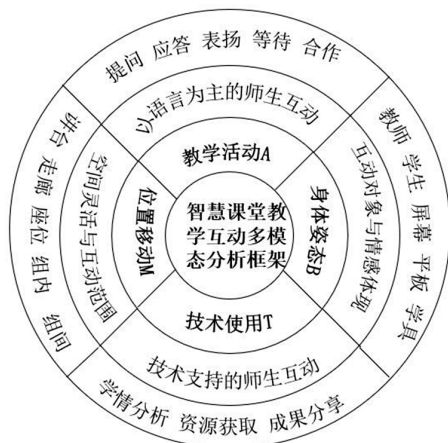 提问 应答 表扬 等待 合作
以语言为主的师生互动
教学活动A
讲台 走廊 座位 组内 组间
空间灵活与互动范围
位置移动M
智慧课堂教
学互动多模
态分析框架
身体姿态B
互动对象与情感体现
教师 学生 屏幕 平板 学具
技术使用T
技术支持的师生互动
学情分析 资源获取 成果分享